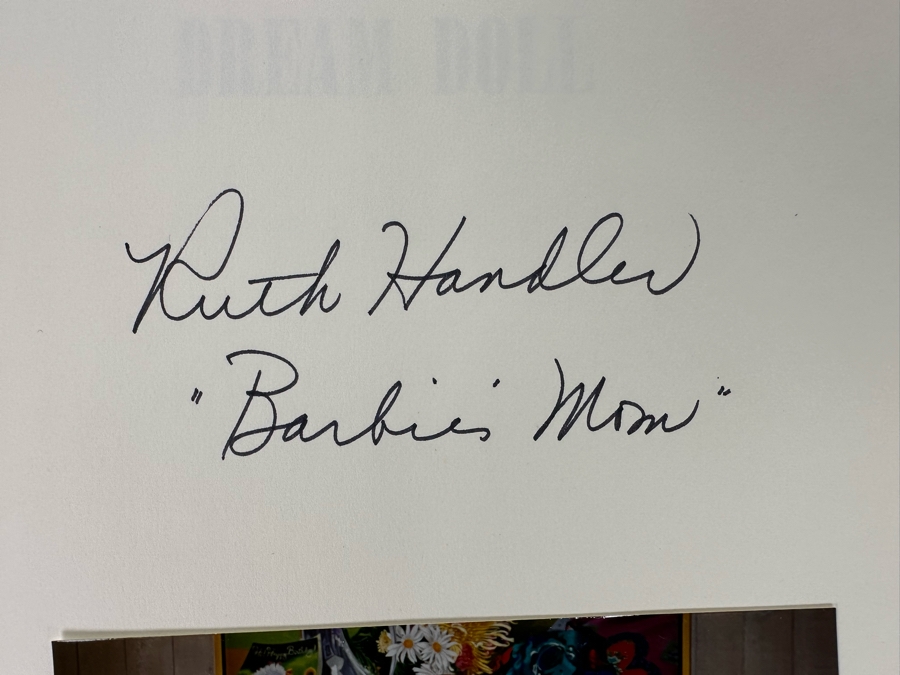 DREAM DOLL
Ruth Handler
"Barbie's Mom"